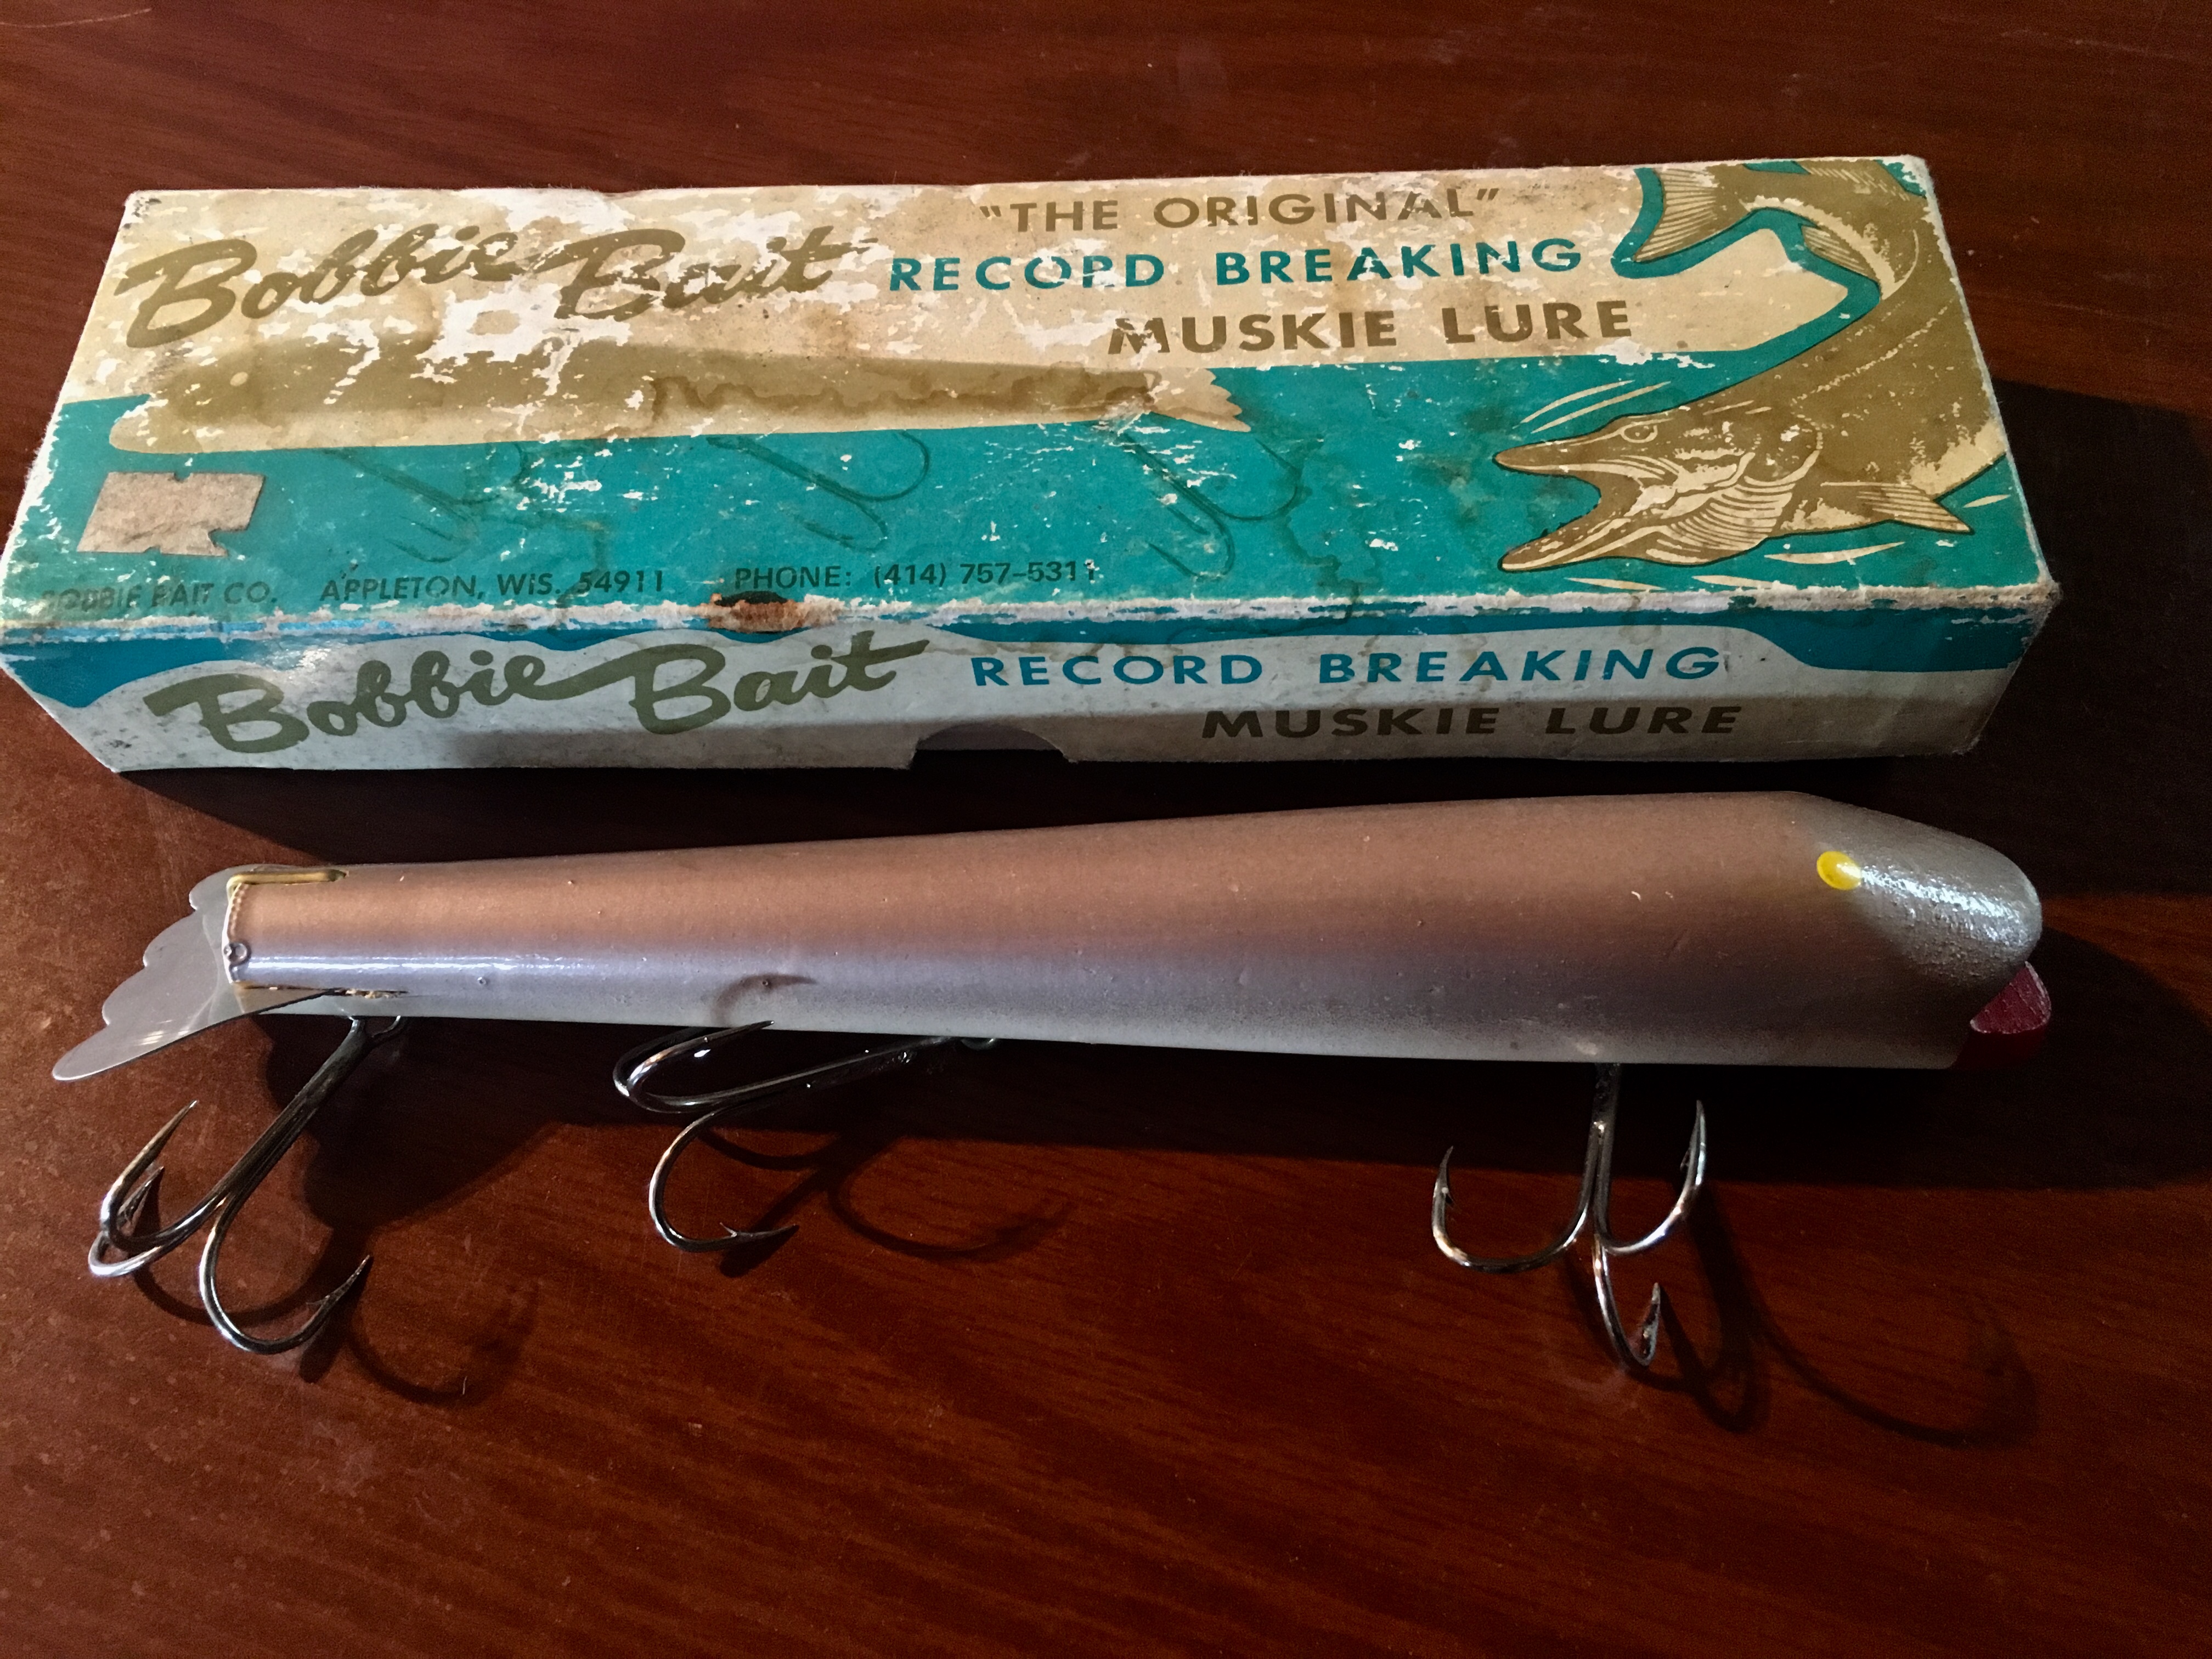 Bobbie Bait
"THE ORIGINAL"
RECORD BREAKING
MUSKIE LURE
BOBBIE BAIT CO. APPLETON, WIS. 54911 PHONE: (414) 757-5311
Bobbie Bait
RECORD BREAKING
MUSKIE LURE